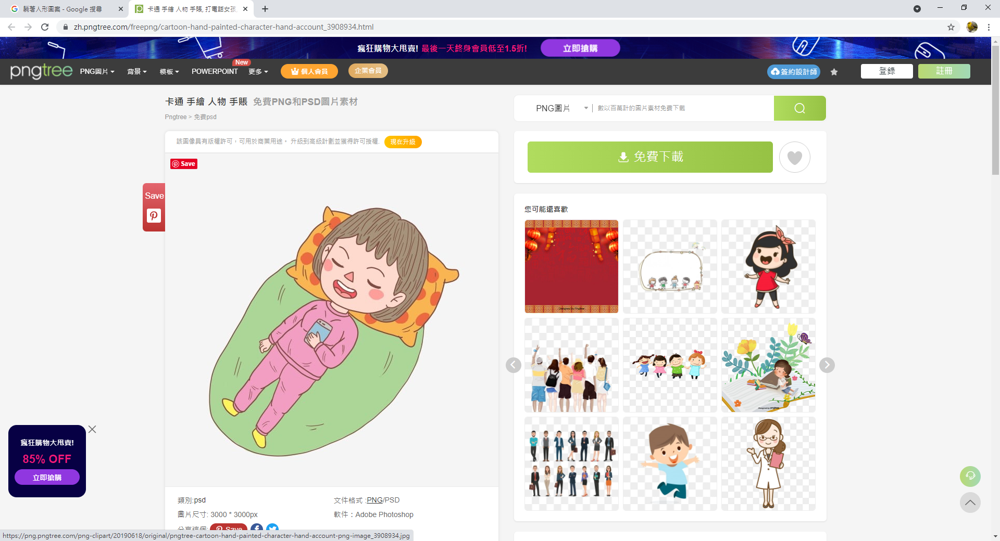 躺著人形圖案 - Google 搜尋
卡通 手繪 人物 手賬, 打電話女孩
zh.pngtree.com/freepng/cartoon-hand-painted-character-hand-account_3908934.html
瘋狂購物大甩賣! 最後一天終身會員低至1.5折!
立即搶購
pngtree
PNG圖片
背景
模板
POWERPOINT
New
更多
個人會員
企業會員
簽約設計師
登錄
註冊
卡通 手繪 人物 手賬 免費PNG和PSD圖片素材
Pngtree > 免費psd
PNG圖片
數以百萬計的圖片素材免費下載
該圖像具有版權許可，可用於商業用途。 升級到高級計劃並獲得許可授權.
現在升級
Save
Save
免費下載
您可能還喜歡
瘋狂購物大甩賣!
85% OFF
立即搶購
類別:psd
文件格式 :PNG/PSD
圖片尺寸: 3000 * 3000px
軟件：Adobe Photoshop
分享這個:
Save
https://png.pngtree.com/png-clipart/20190618/original/pngtree-cartoon-hand-painted-character-hand-account-png-image_3908934.jpg